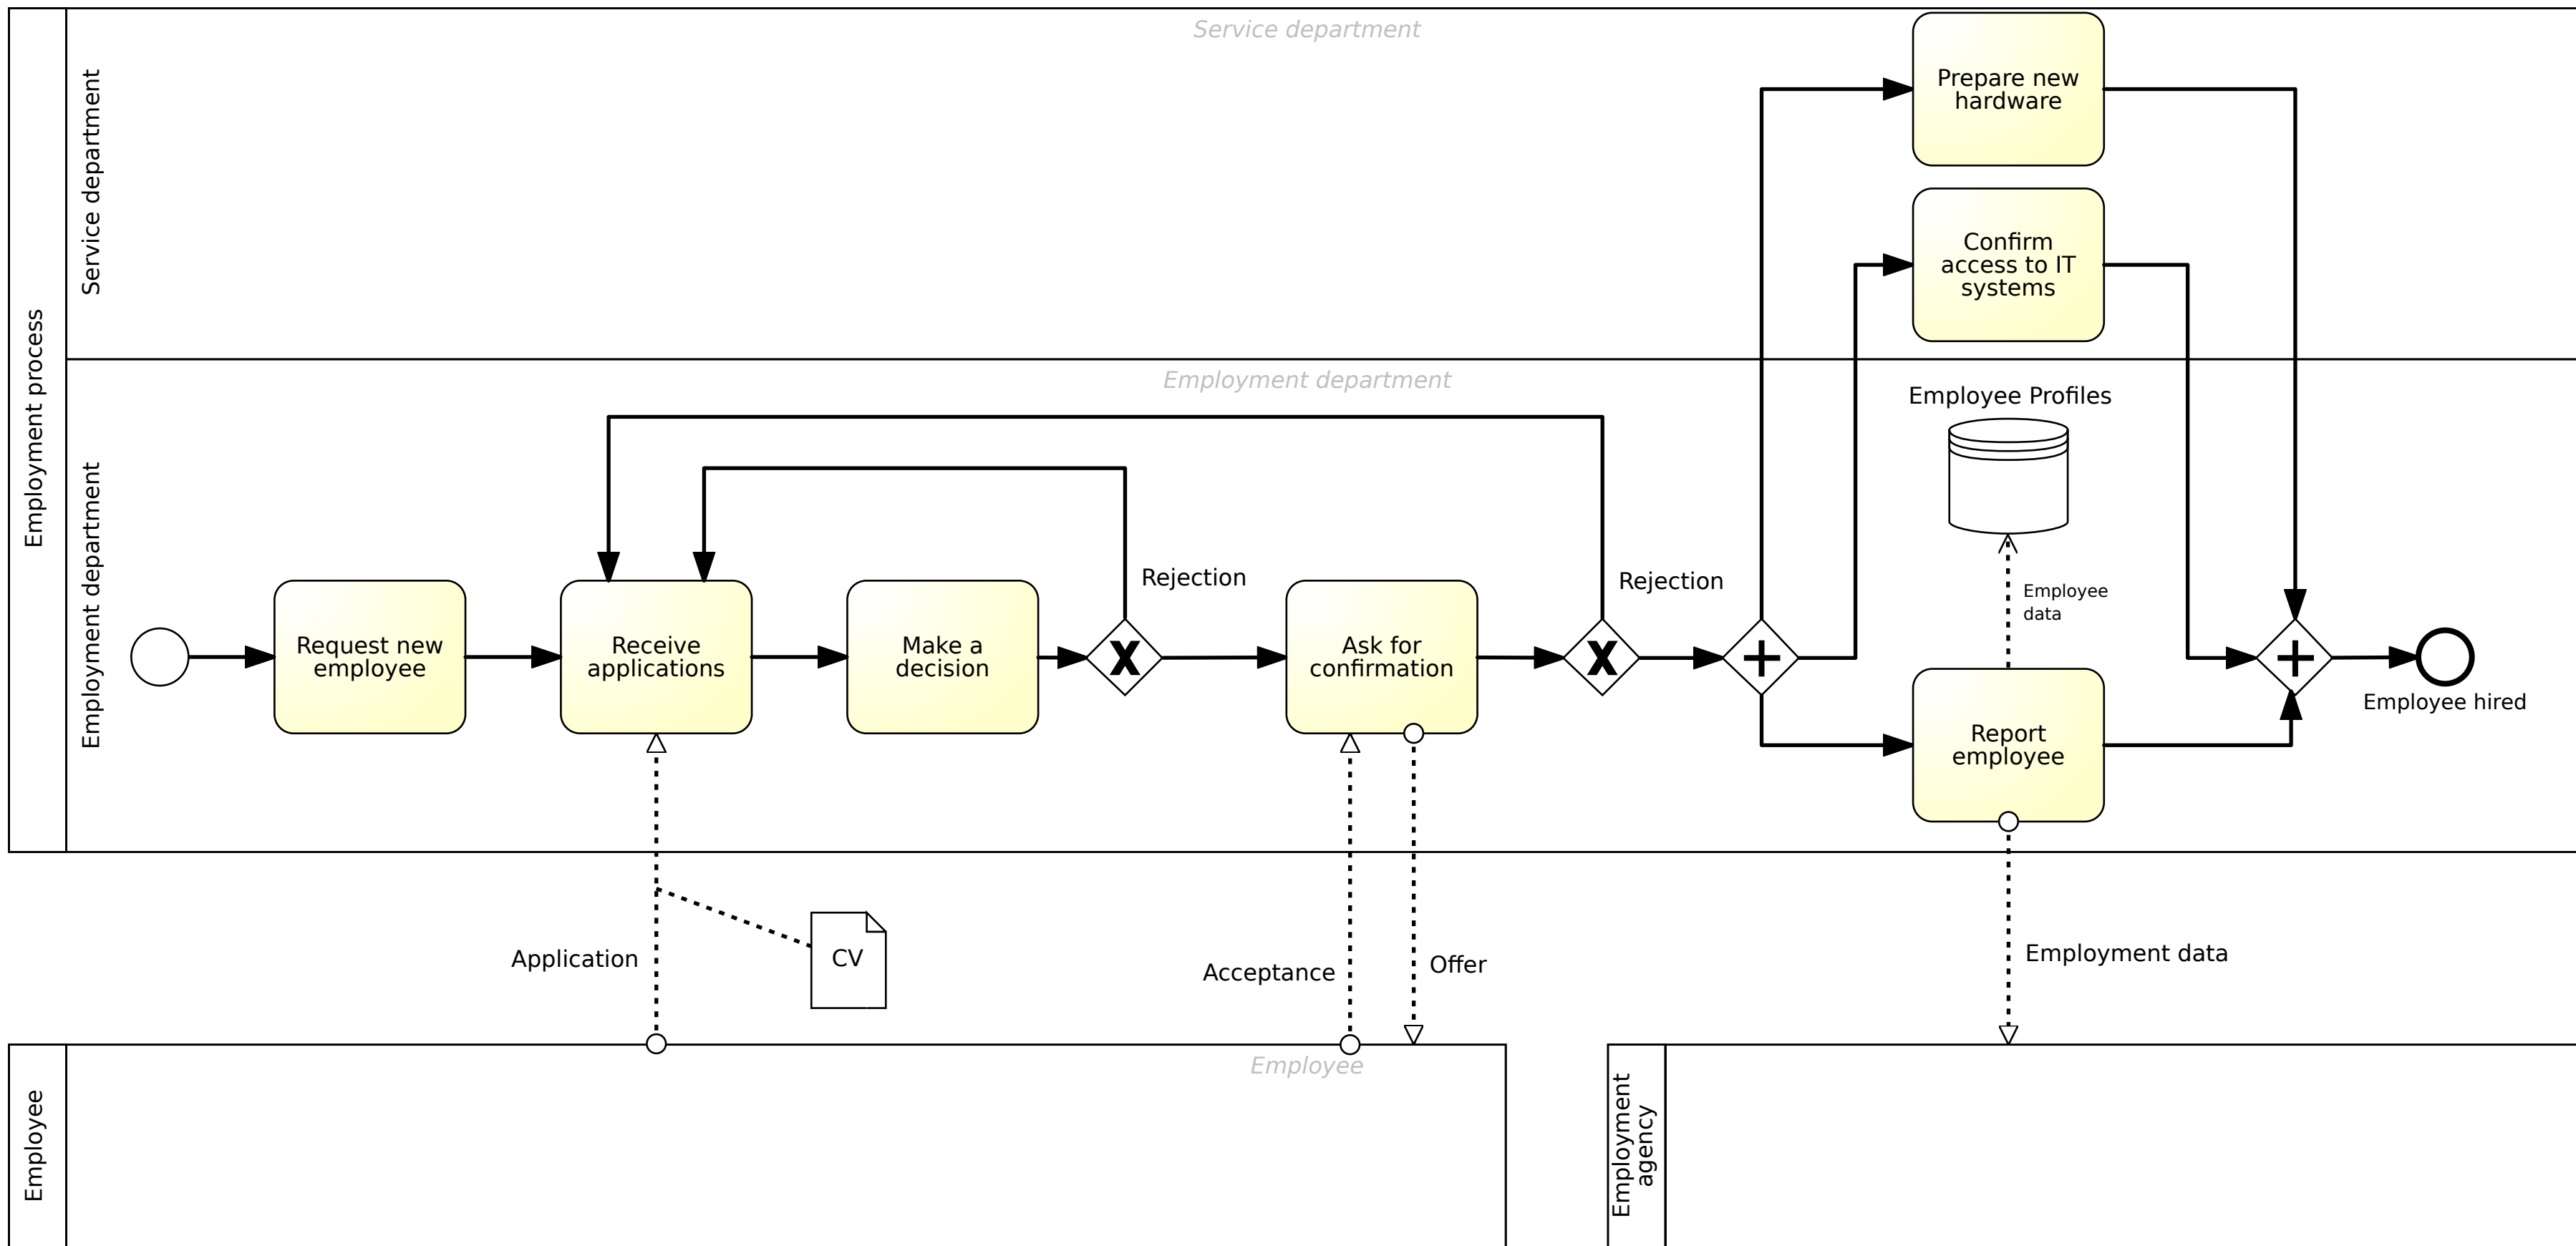 Service department
Prepare new
hardware
Service department
Confirm
access to IT
systems
Employment process
Employment department
Employee Profiles
Employment department
Rejection
Rejection
Employee
data
Request new
employee
Receive
applications
Make a
decision
X
Ask for
confirmation
X
Report
employee
Employee hired
Application
CV
Acceptance
Offer
Employment data
Employee
Employee
Employment
agency